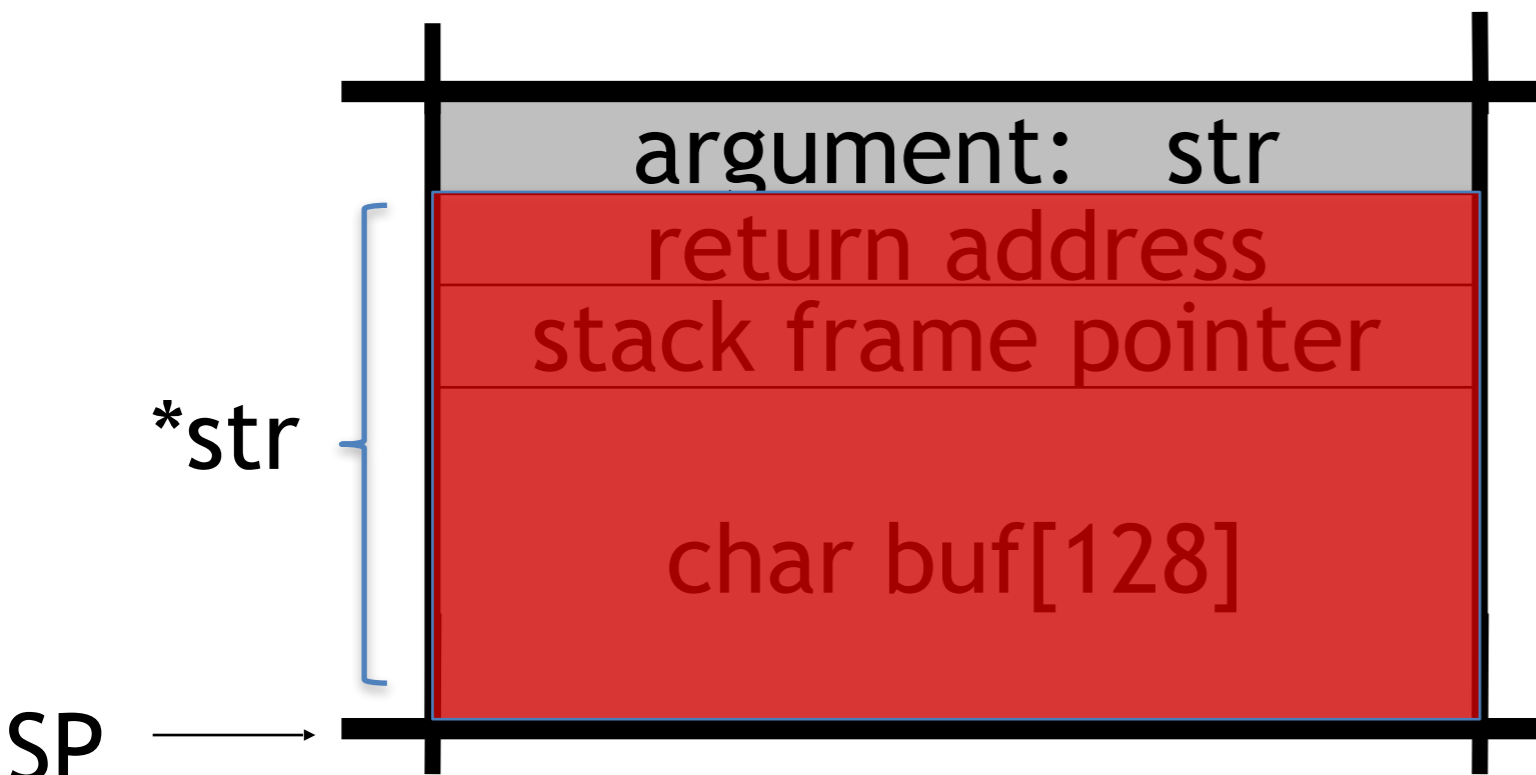 argument: str
return address
stack frame pointer
*str
char buf[128]
SP